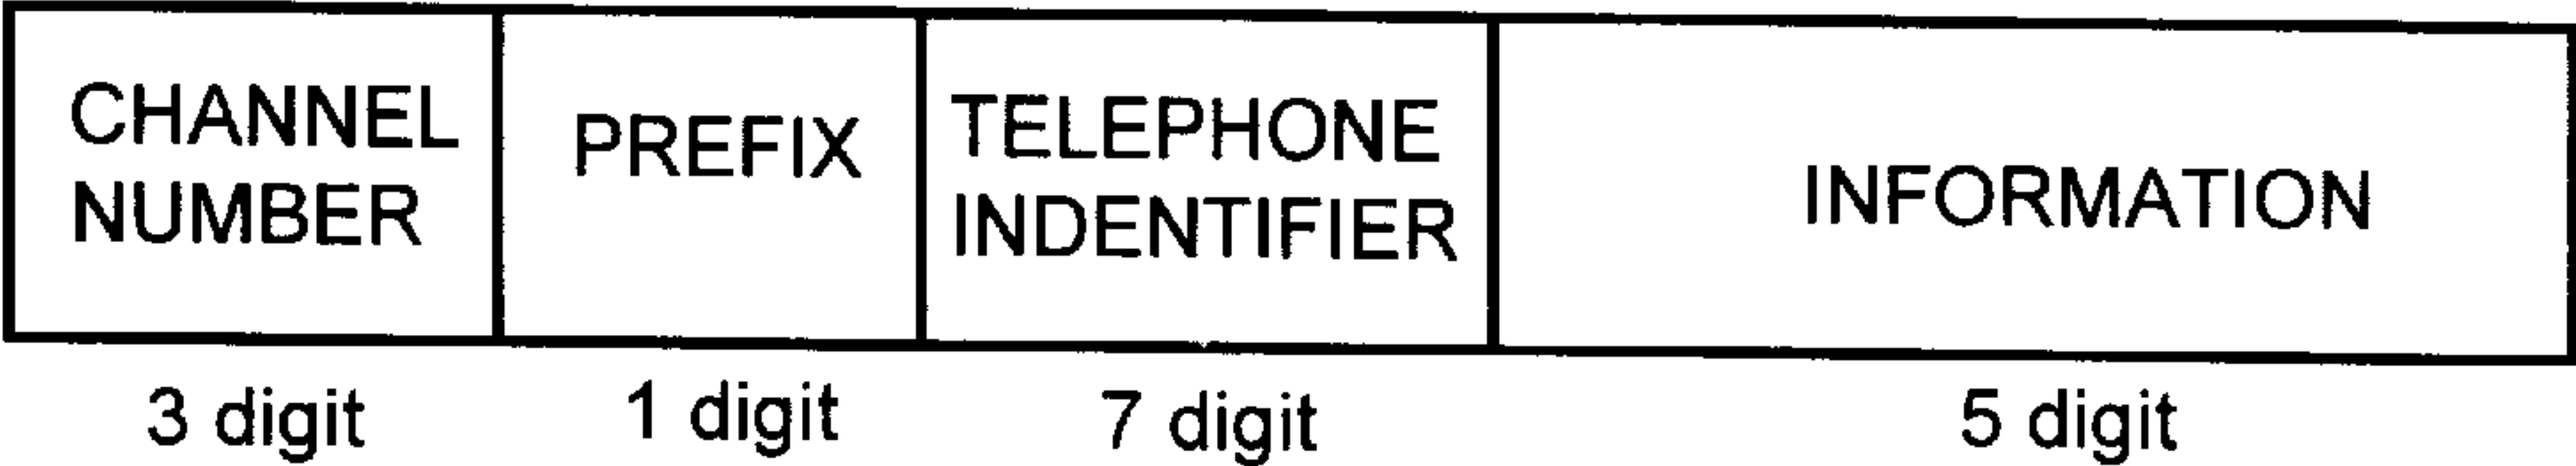 CHANNEL
NUMBER
PREFIX
TELEPHONE
INDENTIFIER
INFORMATION
3 digit
1 digit
7 digit
5 digit